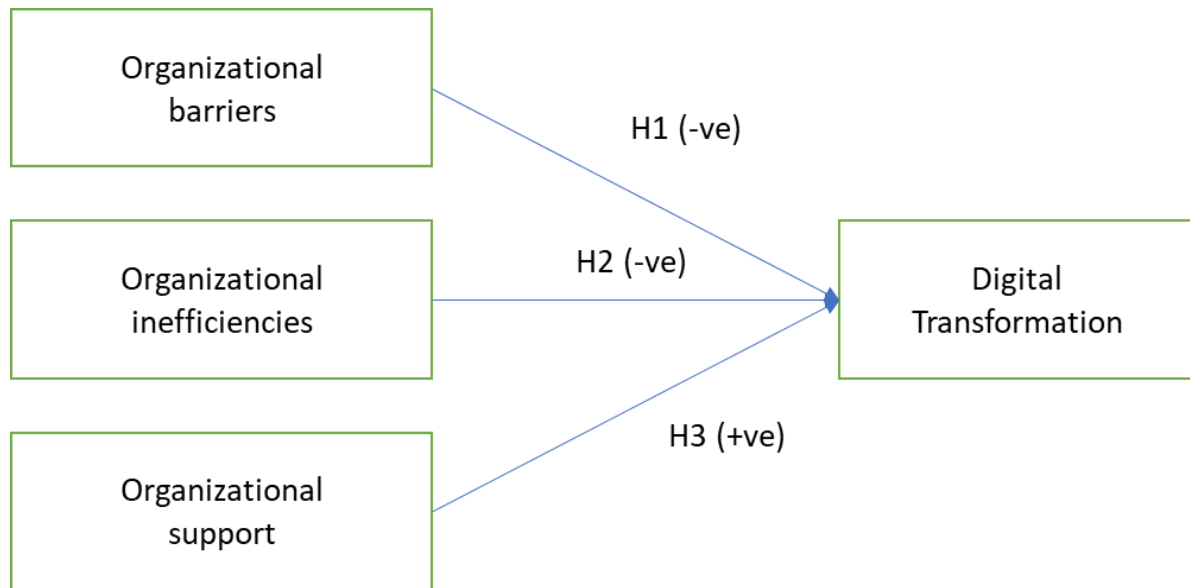 Organizational
barriers
H1 (-ve)
Organizational
inefficiencies
H2 (-ve)
Digital
Transformation
H3 (+ve)
Organizational
support